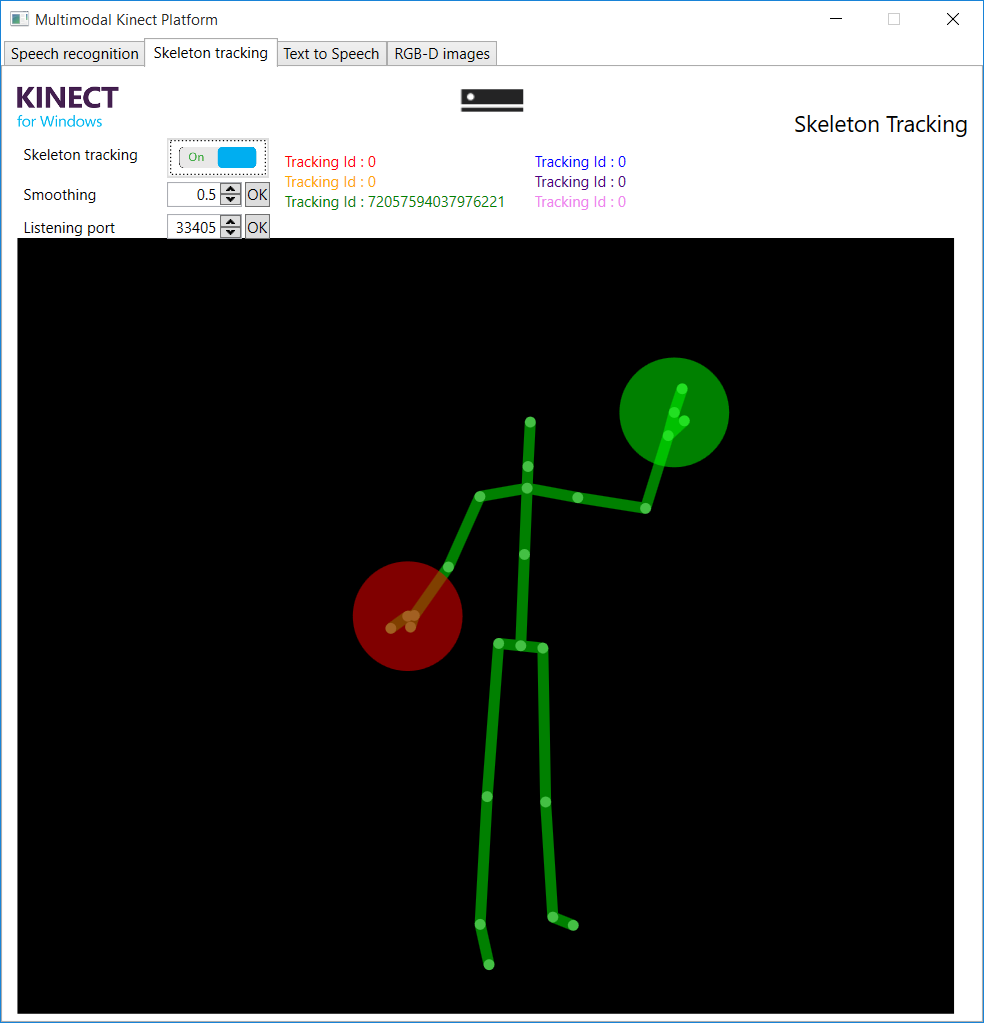 Multimodal Kinect Platform
Speech recognition Skeleton tracking Text to Speech RGB-D images
KINECT
for Windows
Skeleton Tracking
Skeleton tracking On
Tracking Id : 0 Tracking Id : 0
Tracking Id : 0 Tracking Id : 0
Smoothing 0.5 OK
Tracking Id : 72057594037976221 Tracking Id : 0
Listening port 33405 OK